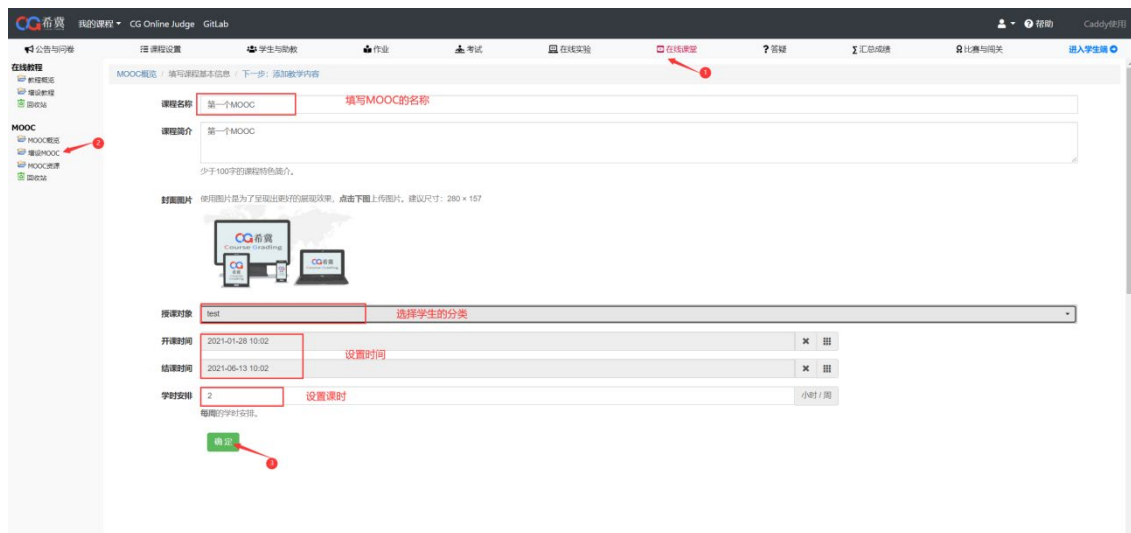 CG希冀 我的课程 CG Online Judge GitLab 帮助 Caddy使用
公告与问卷 课程设置 学生与助教 作业 考试 在线实验 在线课堂 答疑 汇总成绩 比赛与闯关 进入学生端
1
在线教程
教程概览
增设教程
回收站
MOOC
MOOC概览
增设MOOC
MOOC资源
回收站
2
MOOC概览 / 填写课程基本信息 / 下一步：添加教学内容
课程名称 第一个MOOC 填写MOOC的名称
课程简介 第一个MOOC
少于100字的课程特色简介。
封面图片 使用图片是为了呈现出更好的展现效果，点击下图上传图片。建议尺寸：280 × 157
CG希冀
Course Grading
授课对象 test 选择学生的分类
开课时间 2021-01-28 10:02
设置时间
结课时间 2021-06-13 10:02
学时安排 2 设置课时 小时 / 周
每周的学时安排。
确定
3